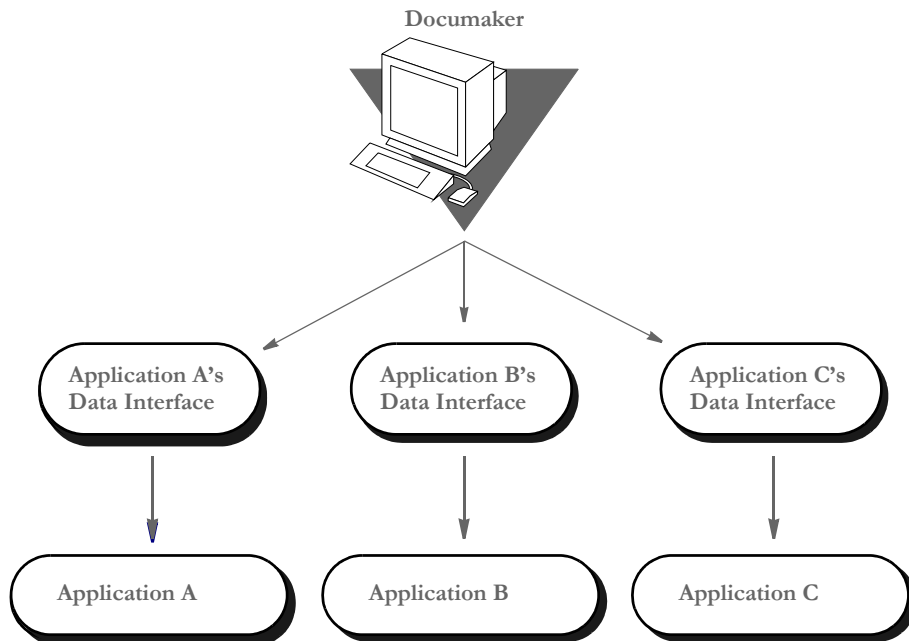 Documaker
Application A’s
Data Interface
Application B’s
Data Interface
Application C’s
Data Interface
Application A
Application B
Application C